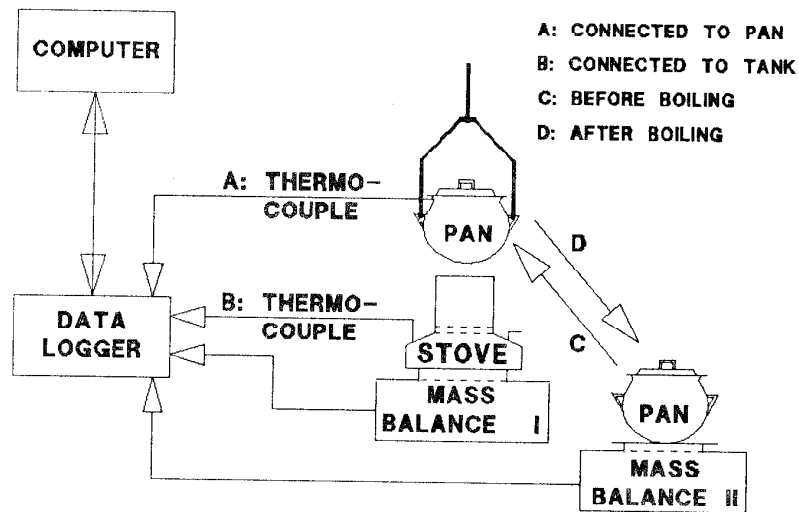 COMPUTER
A: CONNECTED TO PAN
B: CONNECTED TO TANK
C: BEFORE BOILING
D: AFTER BOILING
A: THERMO-
COUPLE
PAN
D
B: THERMO-
COUPLE
DATA
LOGGER
STOVE
C
MASS
BALANCE I
PAN
MASS
BALANCE II